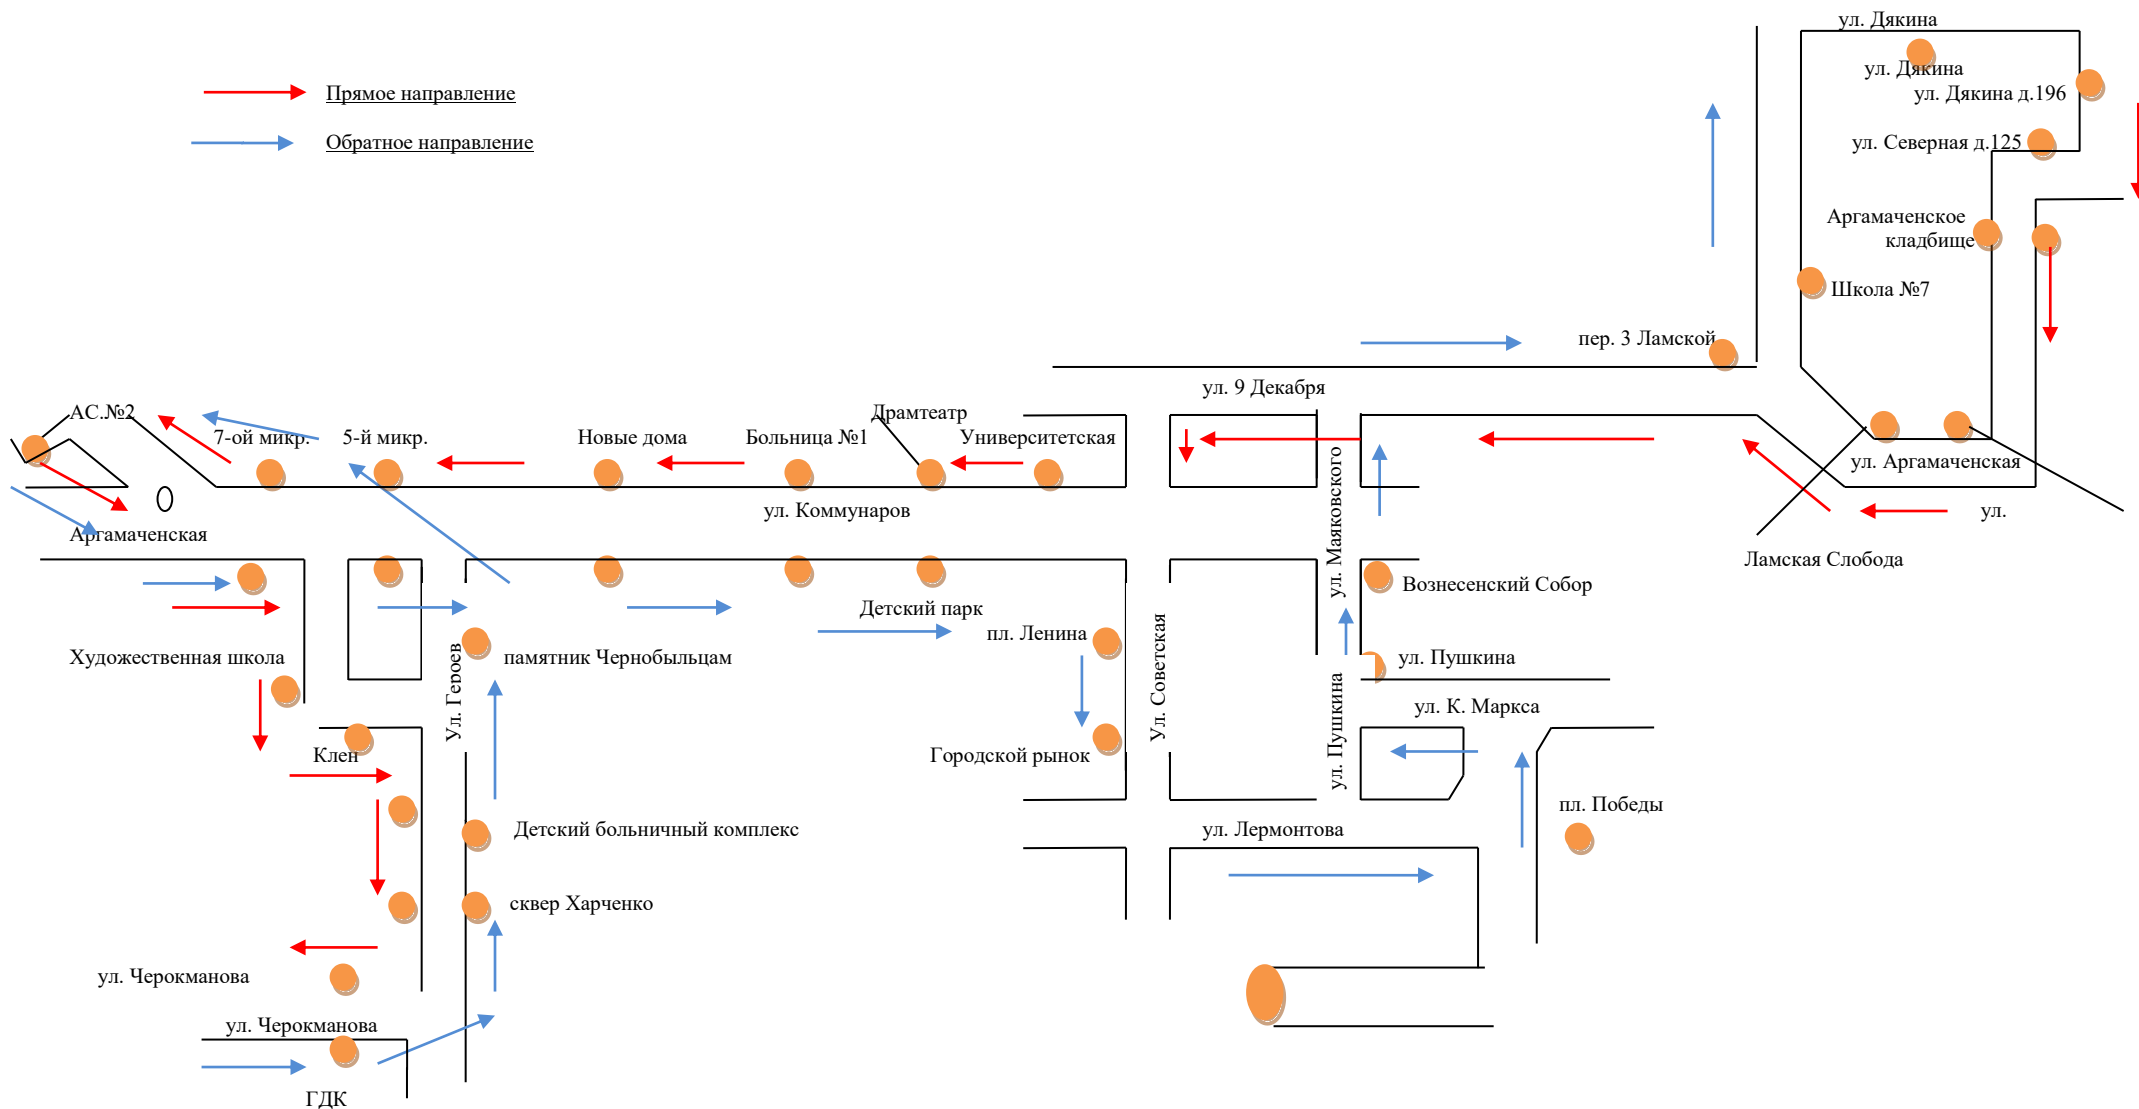 ул. Дякина
ул. Дякина
Прямое направление
ул. Дякина д.196
Обратное направление
ул. Северная д.125
Аргамаченское
кладбище
Школа №7
пер. 3 Ламской
ул. 9 Декабря
АС.№2
Драмтеатр
7-ой микр.
5-й микр.
Новые дома
Больница №1
Университетская
ул. Аргамаченская
ул. Коммунаров
ул.
Аргамаченская
ул. Маяковского
Ламская Слобода
Вознесенский Собор
Детский парк
пл. Ленина
Художественная школа
Ул. Героев
памятник Чернобыльцам
Ул. Советская
ул. Пушкина
ул. Пушкина
ул. К. Маркса
Клен
Городской рынок
пл. Победы
Детский больничный комплекс
ул. Лермонтова
сквер Харченко
ул. Черокманова
ул. Черокманова
ГДК